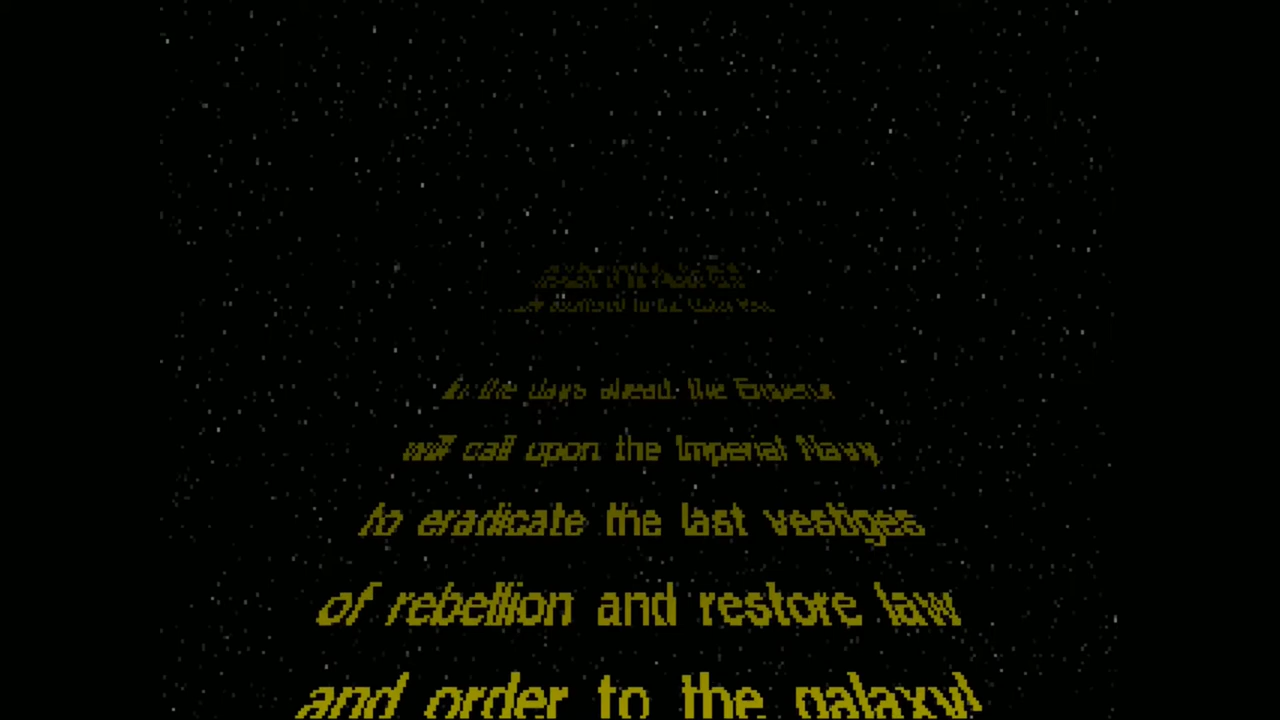 In the days ahead, the Emperor
will call upon the Imperial Navy
to eradicate the last vestiges
of rebellion and restore law
and order to the galaxy!